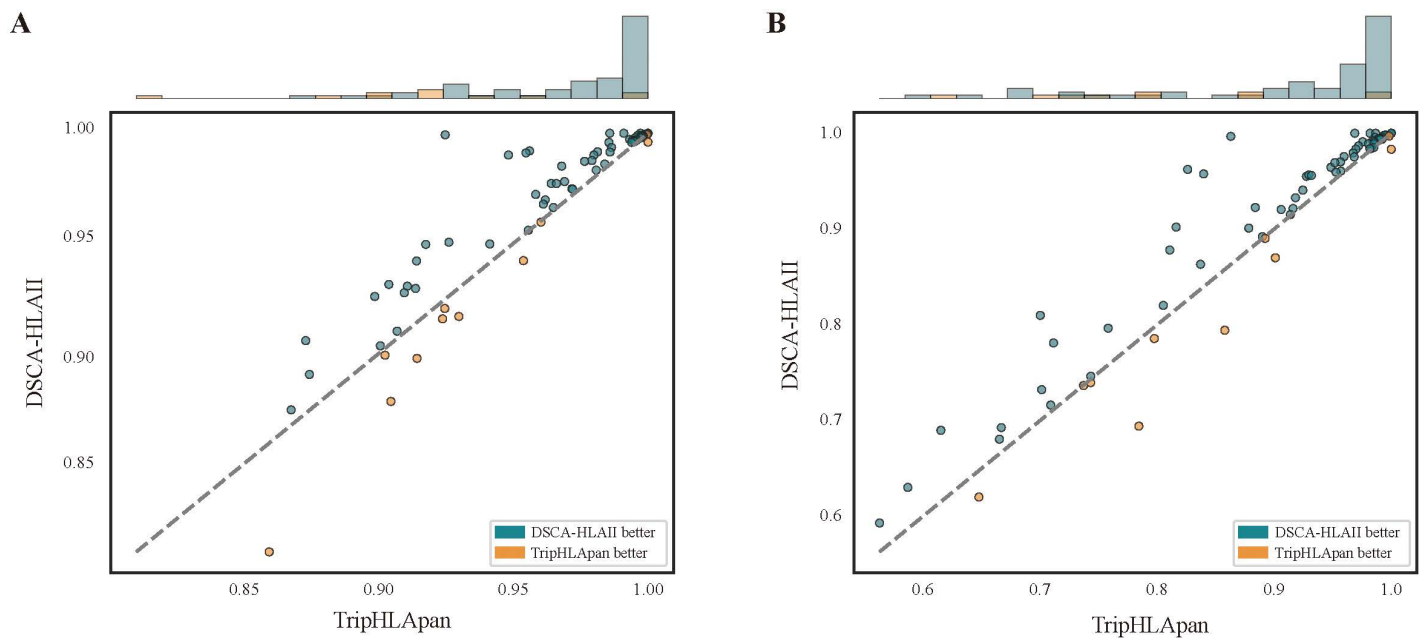 A
1.00
0.95
0.90
0.85
DSCA-HLAII
DSCA-HLAII better
TripHLApan better
0.85 0.90 0.95 1.00
TripHLApan
B
1.0
0.9
0.8
0.7
0.6
DSCA-HLAII
DSCA-HLAII better
TripHLApan better
0.6 0.7 0.8 0.9 1.0
TripHLApan